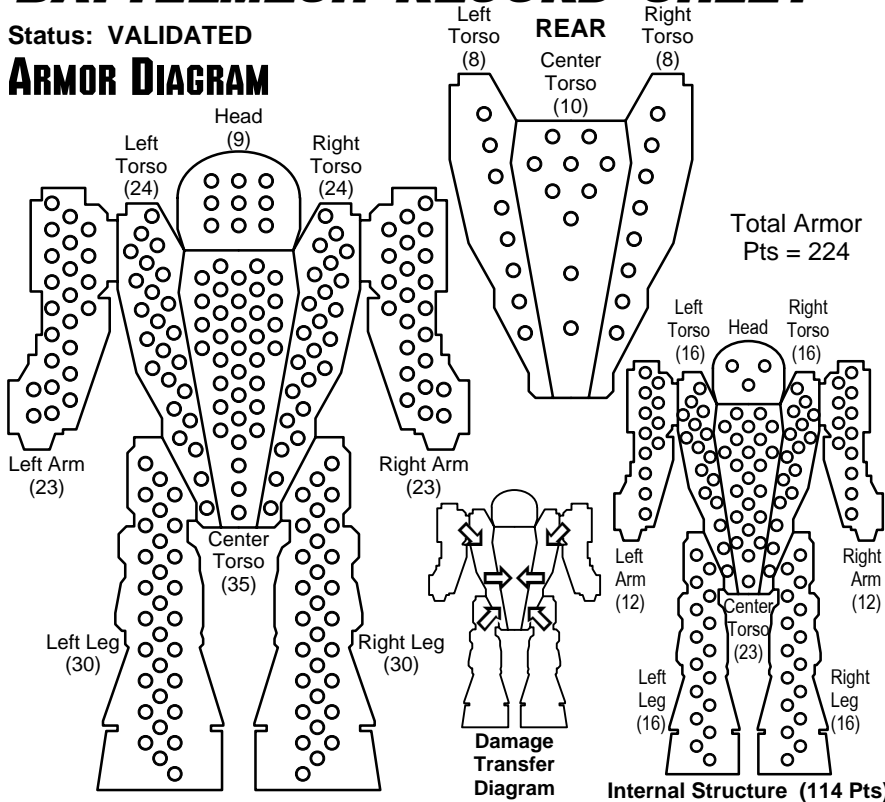 BATTLEMECH RECORD SHEET
Status: VALIDATED
ARMOR DIAGRAM
Head
(9)
Left
Torso
(24)
Right
Torso
(24)
Left Arm
(23)
Right Arm
(23)
Center
Torso
(35)
Left Leg
(30)
Right Leg
(30)
REAR
Left
Torso
(8)
Center
Torso
(10)
Right
Torso
(8)
Total Armor
Pts = 224
Left
Torso
(16)
Head
Right
Torso
(16)
Left
Arm
(12)
Right
Arm
(12)
Center
Torso
(23)
Left
Leg
(16)
Right
Leg
(16)
Damage
Transfer
Diagram
Internal Structure (114 Pts)